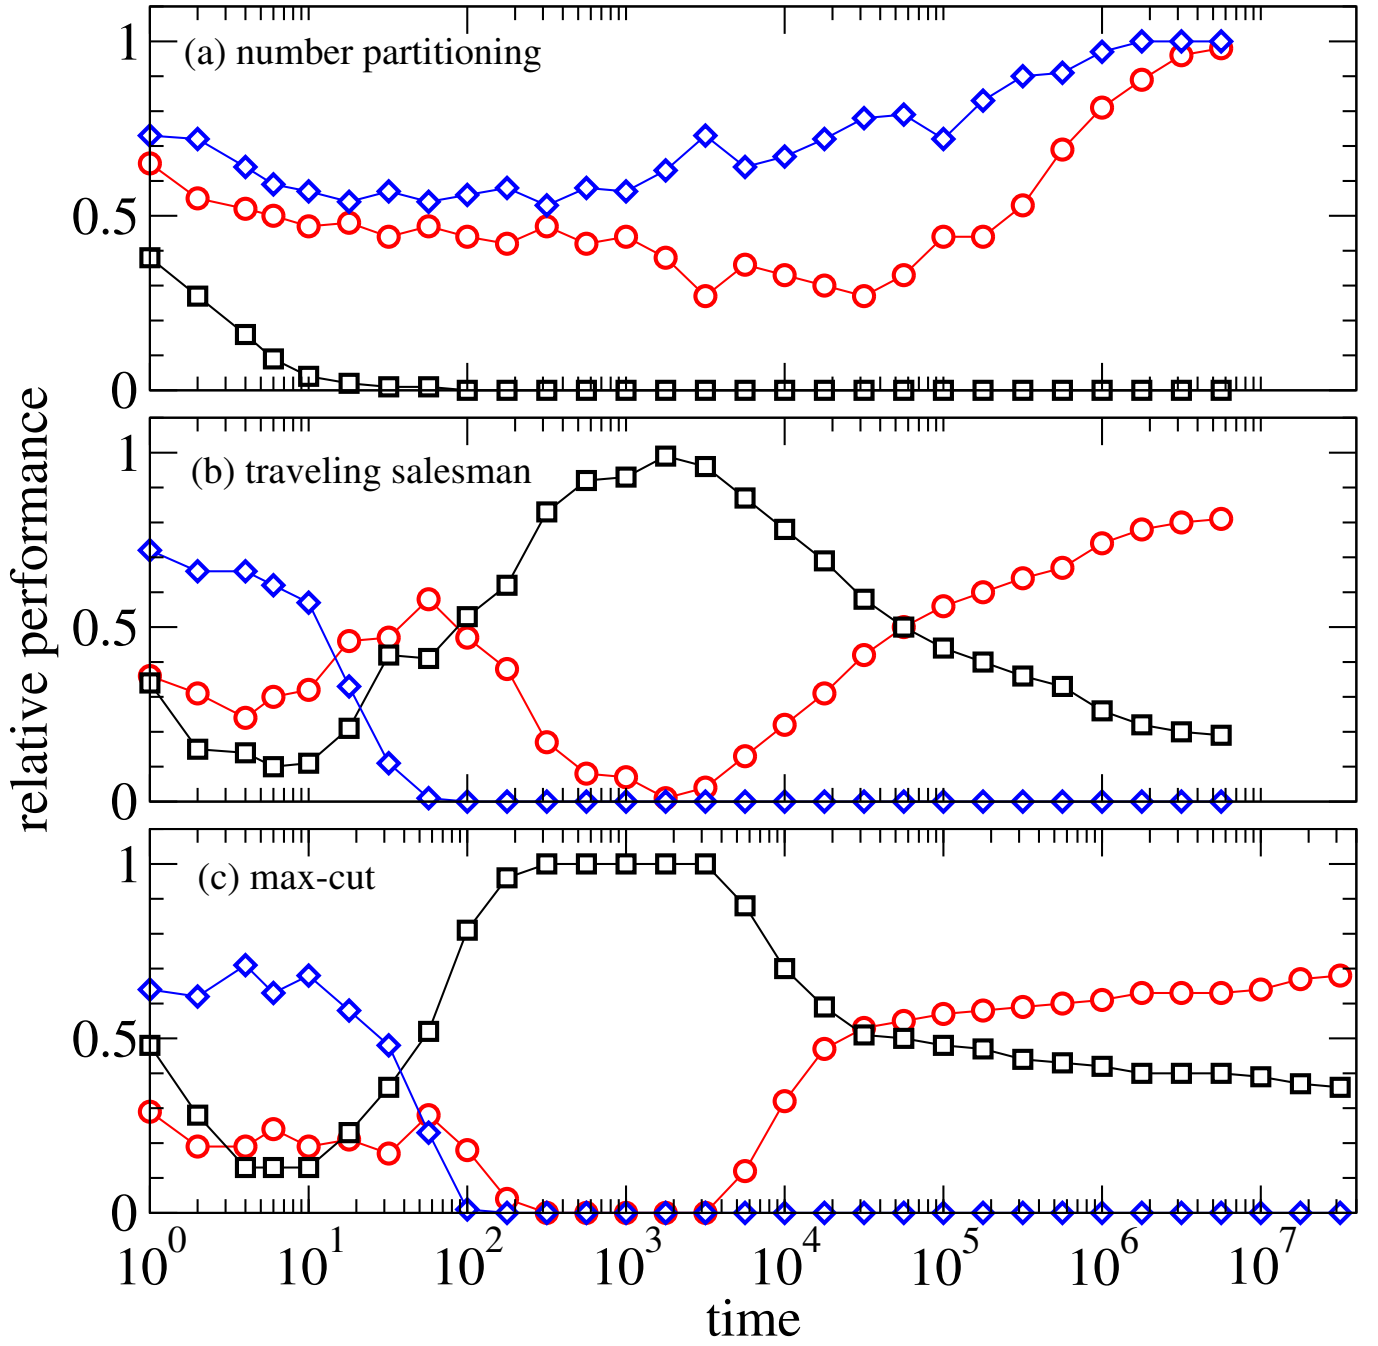 relative performance
1
(a) number partitioning
0.5
0
1
(b) traveling salesman
0.5
0
1
(c) max-cut
0.5
0
10^0 10^1 10^2 10^3 10^4 10^5 10^6 10^7
time